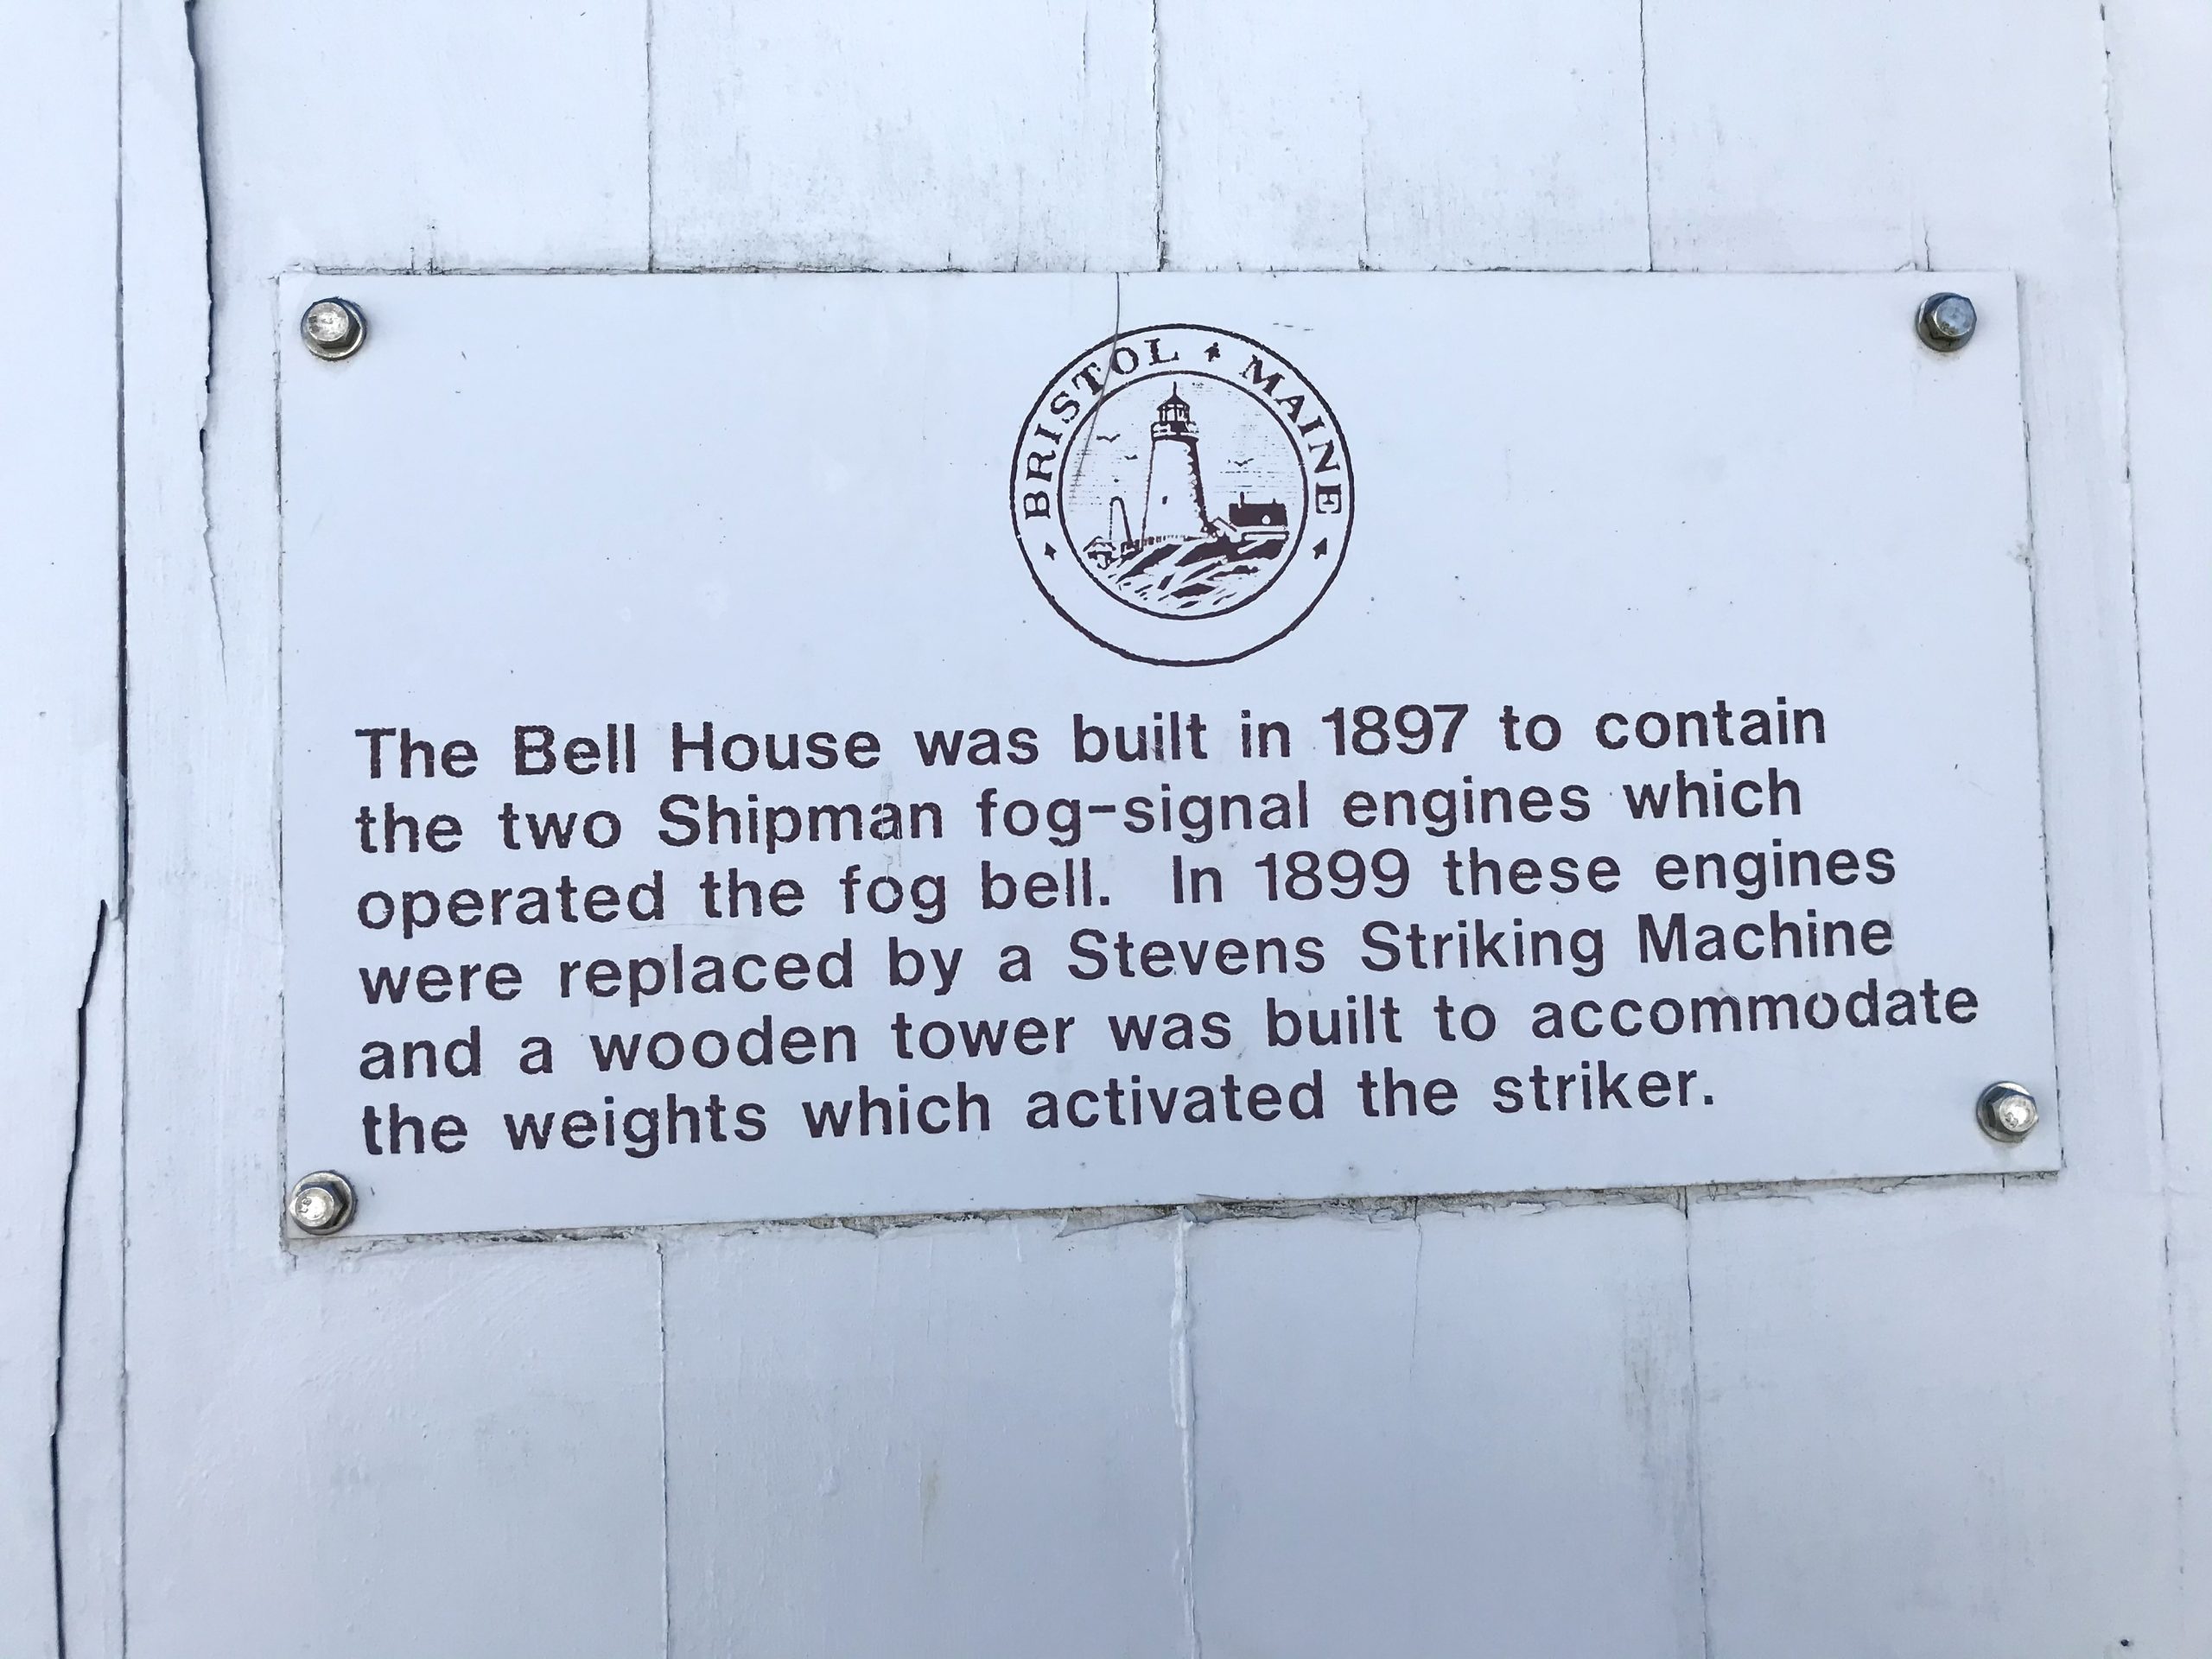 BRISTOL MAINE
The Bell House was built in 1897 to contain
the two Shipman fog-signal engines which
operated the fog bell. In 1899 these engines
were replaced by a Stevens Striking Machine
and a wooden tower was built to accommodate
the weights which activated the striker.